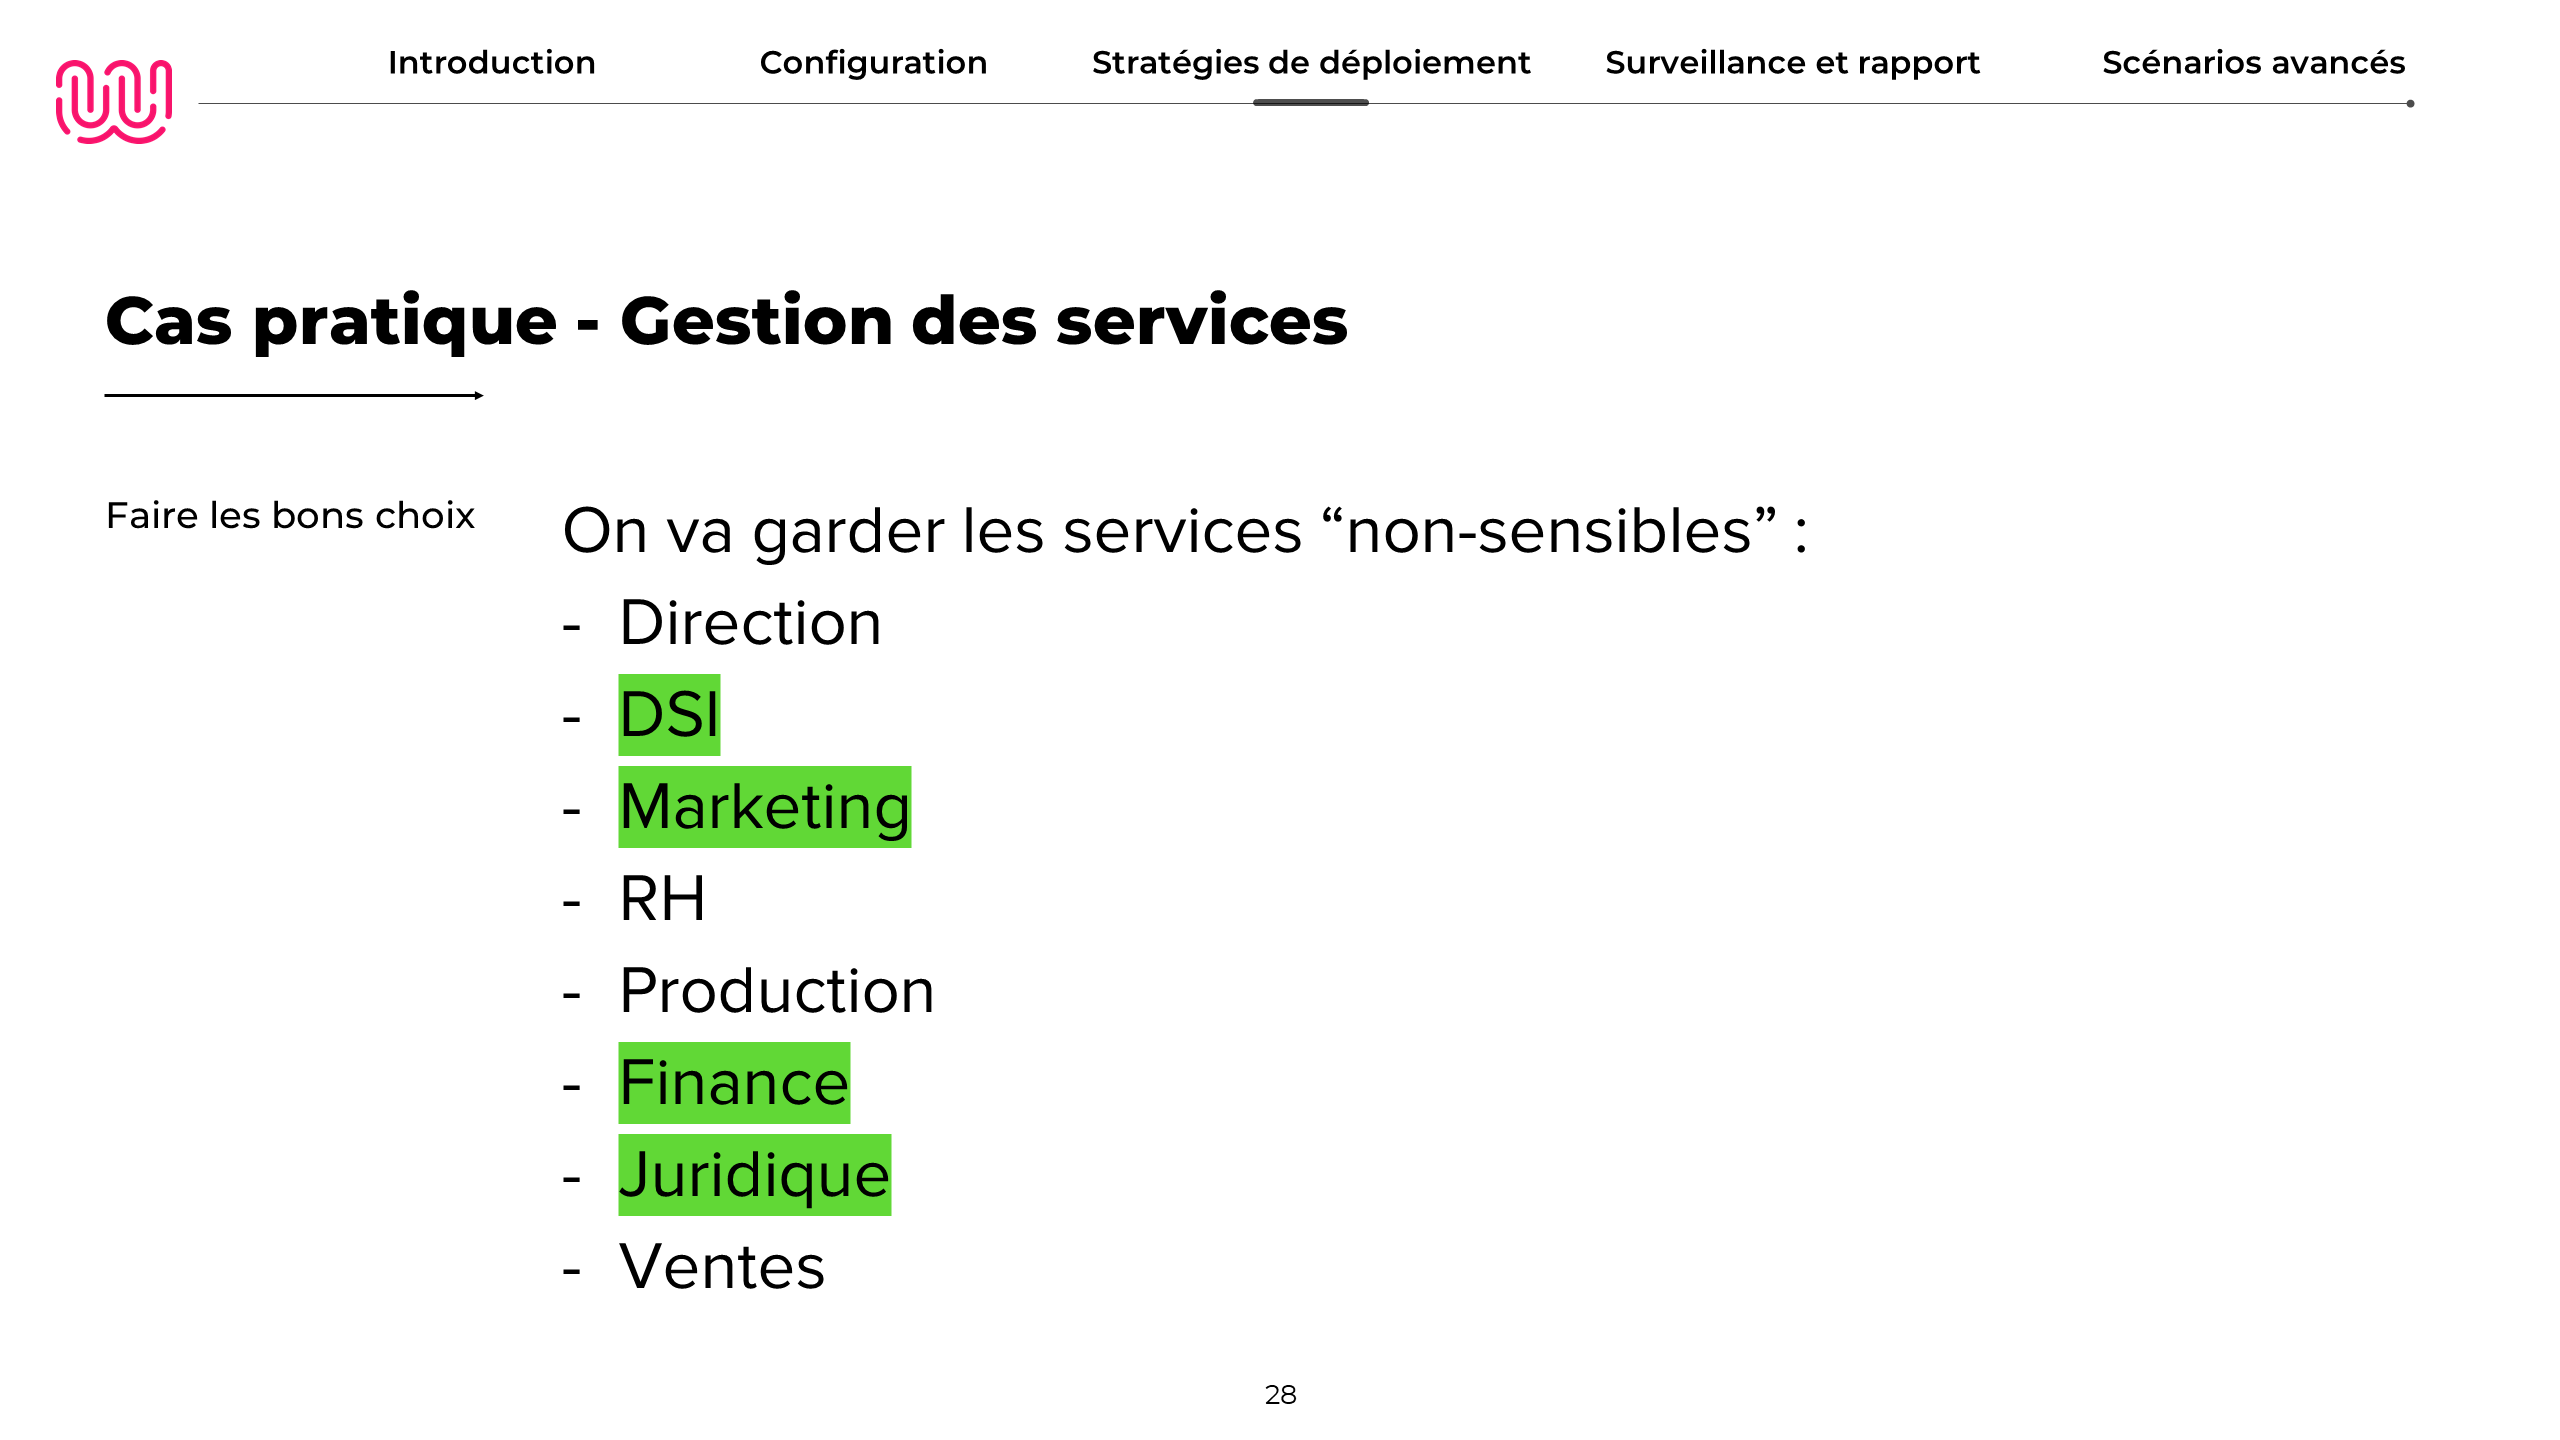 Introduction
Configuration
Stratégies de déploiement
Surveillance et rapport
Scénarios avancés
Cas pratique - Gestion des services
Faire les bons choix
On va garder les services “non-sensibles” :
- Direction
- DSI
- Marketing
- RH
- Production
- Finance
- Juridique
- Ventes
28